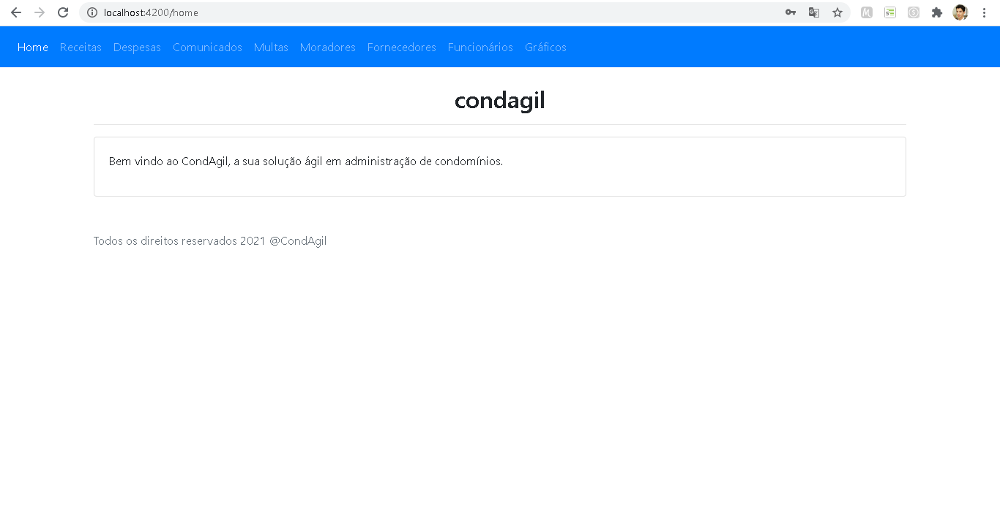 localhost:4200/home
Home Receitas Despesas Comunicados Multas Moradores Fornecedores Funcionários Gráficos
condagil
Bem vindo ao CondAgil, a sua solução ágil em administração de condomínios.
Todos os direitos reservados 2021 @CondAgil